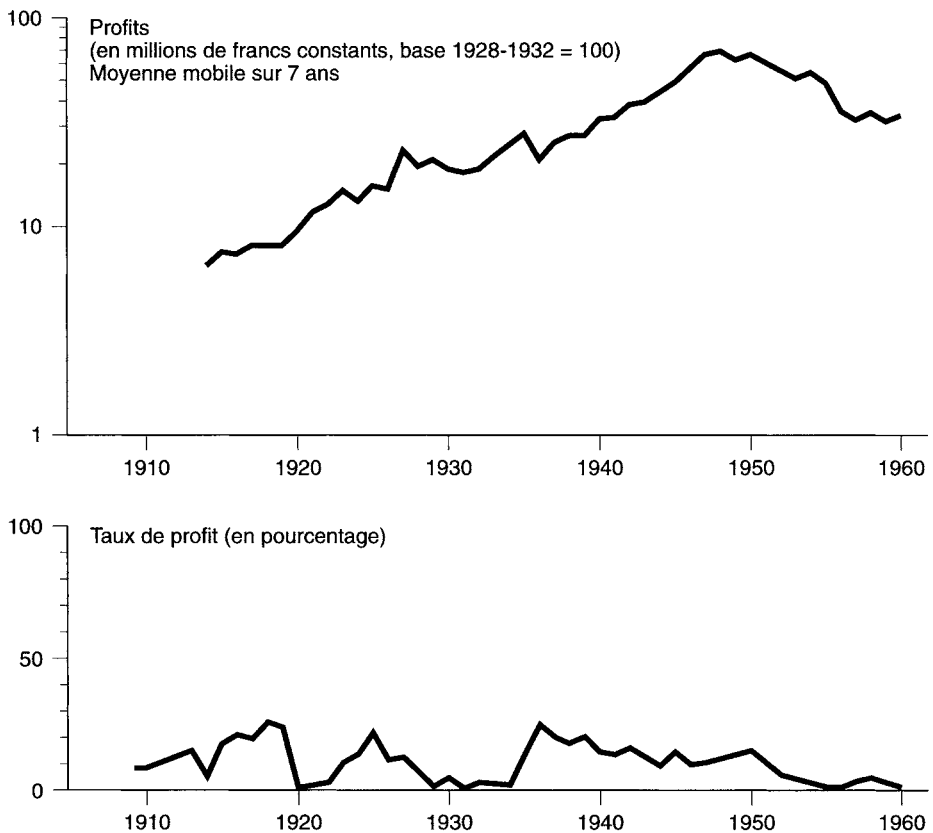 100
Profits
(en millions de francs constants, base 1928-1932 = 100)
Moyenne mobile sur 7 ans
10
1
1910 1920 1930 1940 1950 1960
100
Taux de profit (en pourcentage)
50
0
1910 1920 1930 1940 1950 1960